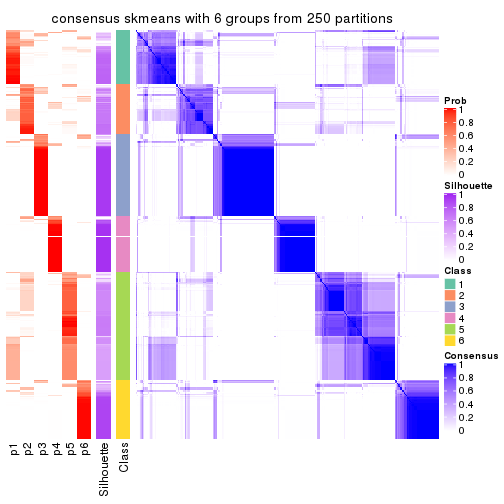 consensus skmeans with 6 groups from 250 partitions
Prob
1
0.8
0.6
0.4
0.2
0
Silhouette
1
0.8
0.6
0.4
0.2
0
Class
1
2
3
4
5
6
Consensus
1
0.8
0.6
0.4
0.2
0
p1
p2
p3
p4
p5
p6
Silhouette
Class